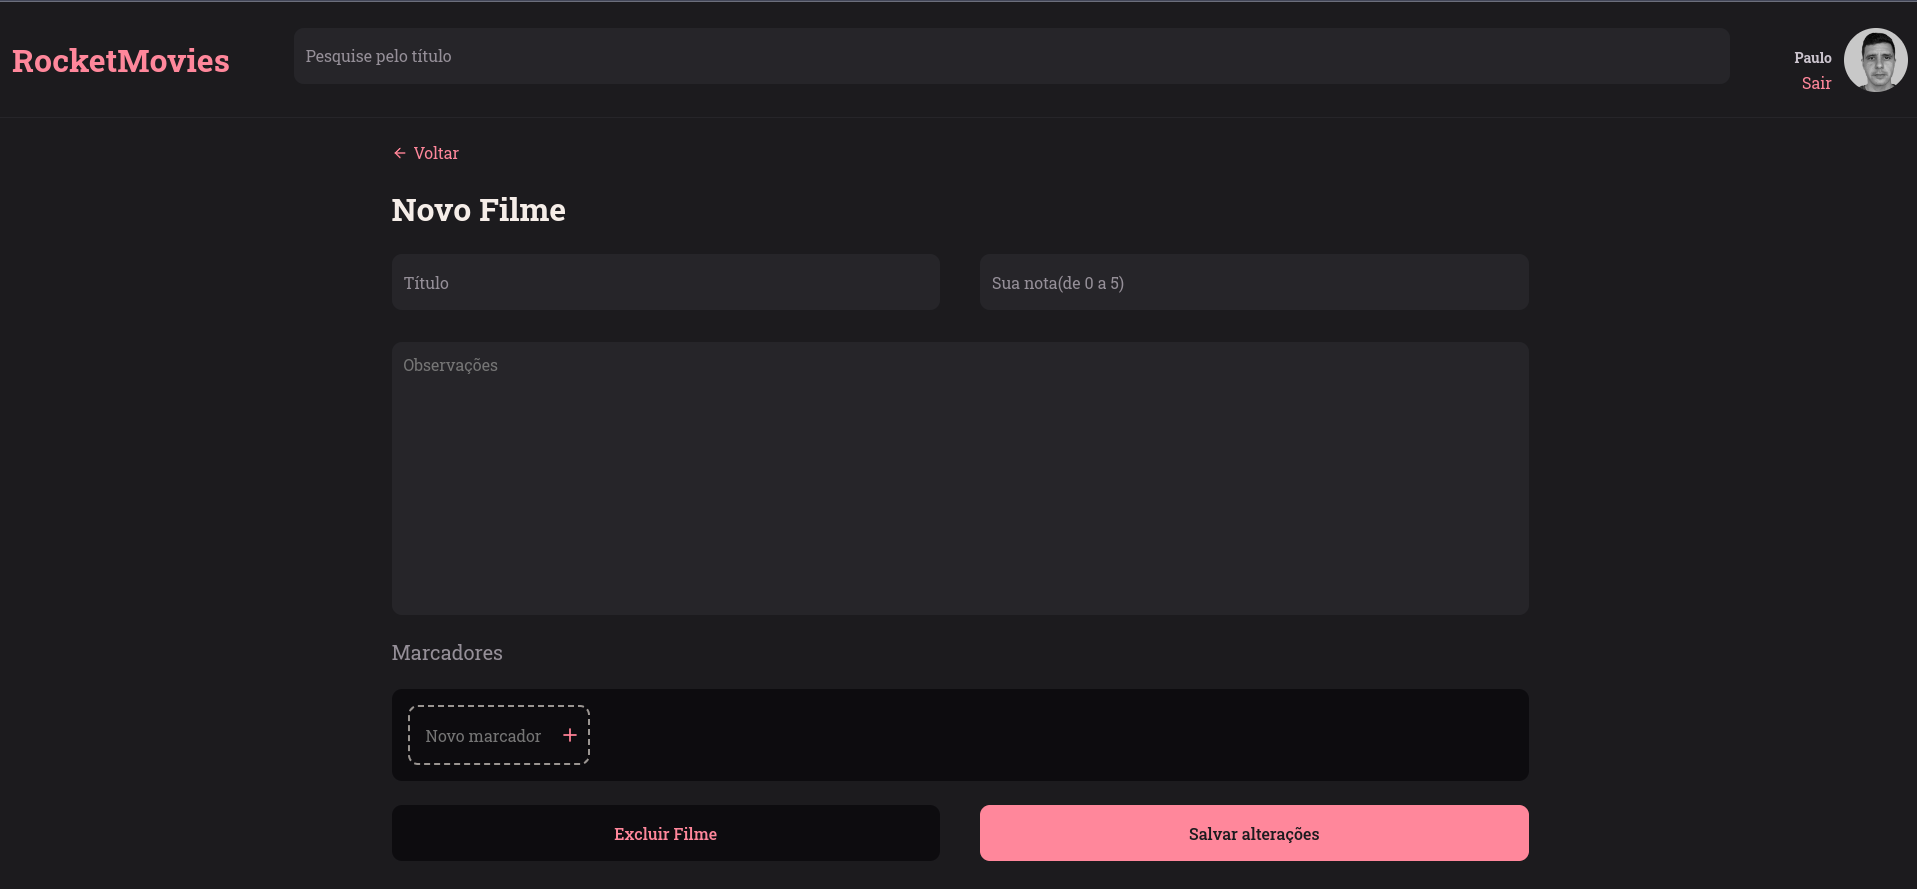 RocketMovies
Pesquise pelo título
Paulo
Sair
Voltar
Novo Filme
Título
Sua nota(de 0 a 5)
Observações
Marcadores
Novo marcador +
Excluir Filme
Salvar alterações